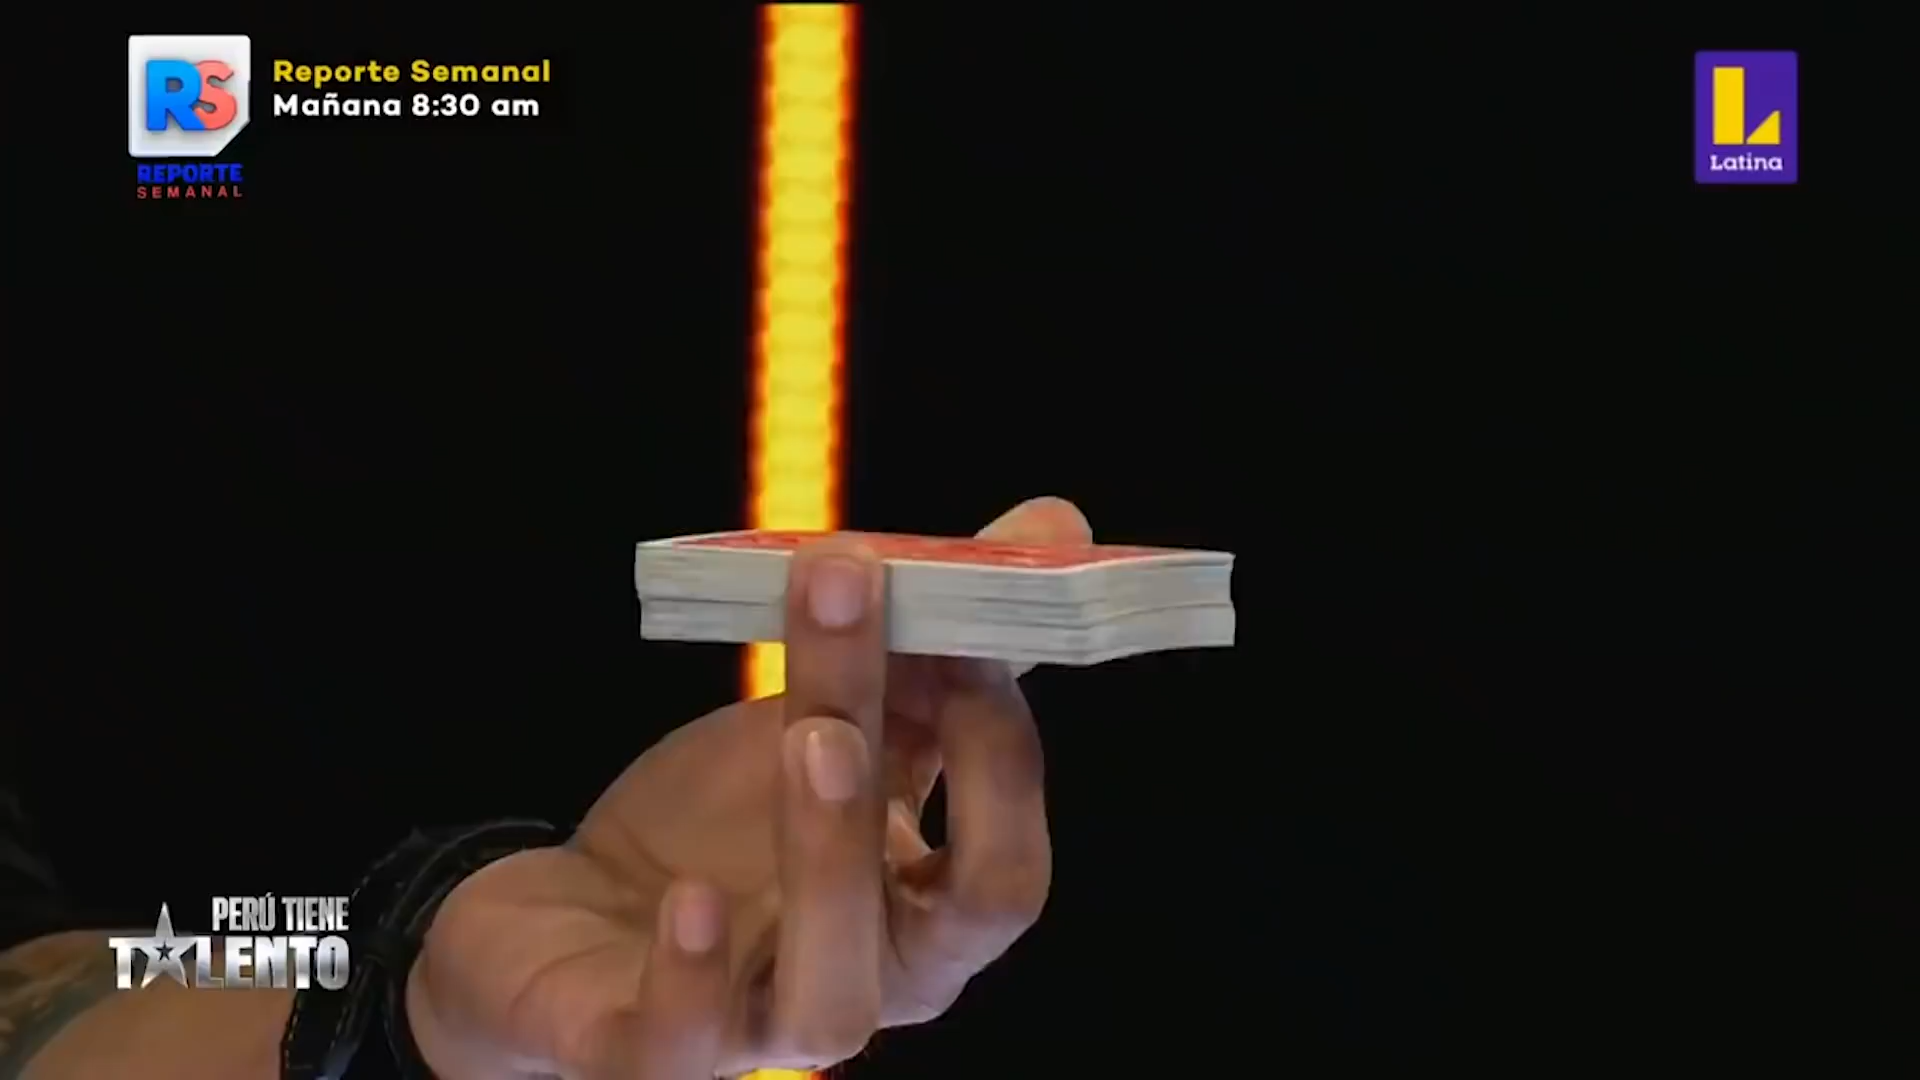 RS
REPORTE
SEMANAL
Reporte Semanal
Mañana 8:30 am
Latina
PERÚ TIENE
TALENTO